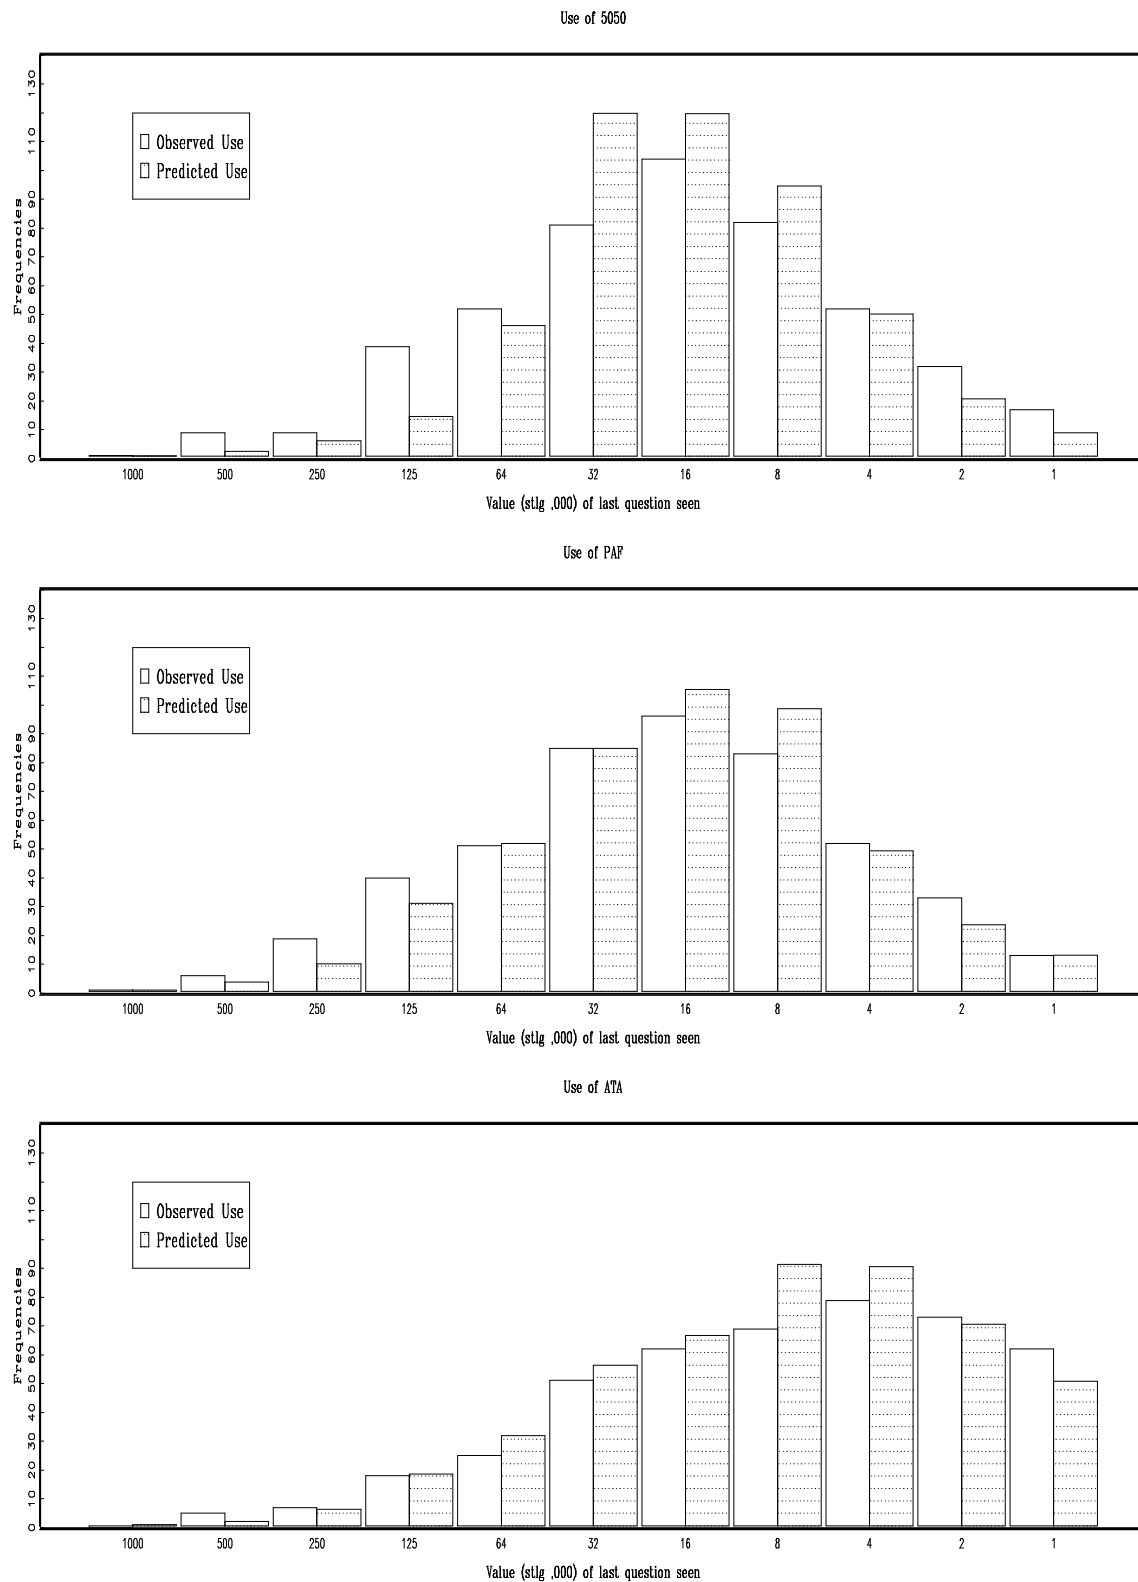 Use of 5050
Frequencies
130
110
90
80
70
60
50
40
30
20
10
0
Observed Use
Predicted Use
1000 500 250 125 64 32 16 8 4 2 1
Value (stlg ,000) of last question seen
Use of PAF
Frequencies
130
110
90
80
70
60
50
40
30
20
10
0
Observed Use
Predicted Use
1000 500 250 125 64 32 16 8 4 2 1
Value (stlg ,000) of last question seen
Use of ATA
Frequencies
130
110
90
80
70
60
50
40
30
20
10
0
Observed Use
Predicted Use
1000 500 250 125 64 32 16 8 4 2 1
Value (stlg ,000) of last question seen